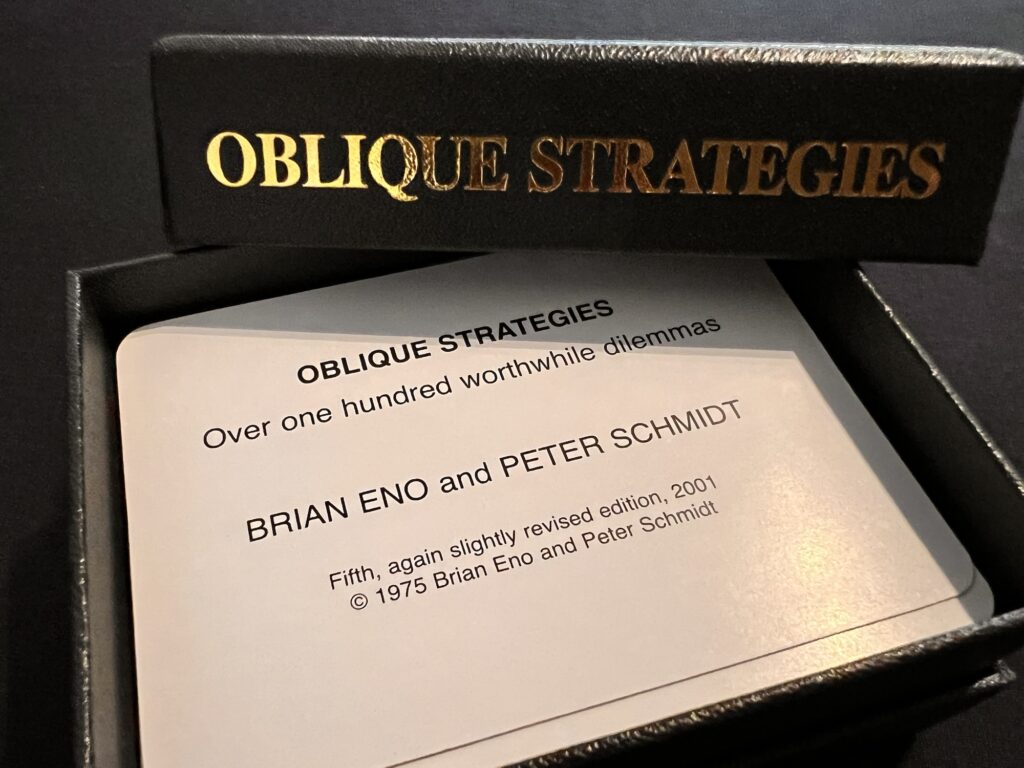 OBLIQUE STRATEGIES
OBLIQUE STRATEGIES
Over one hundred worthwhile dilemmas
BRIAN ENO and PETER SCHMIDT
Fifth, again slightly revised edition, 2001
© 1975 Brian Eno and Peter Schmidt